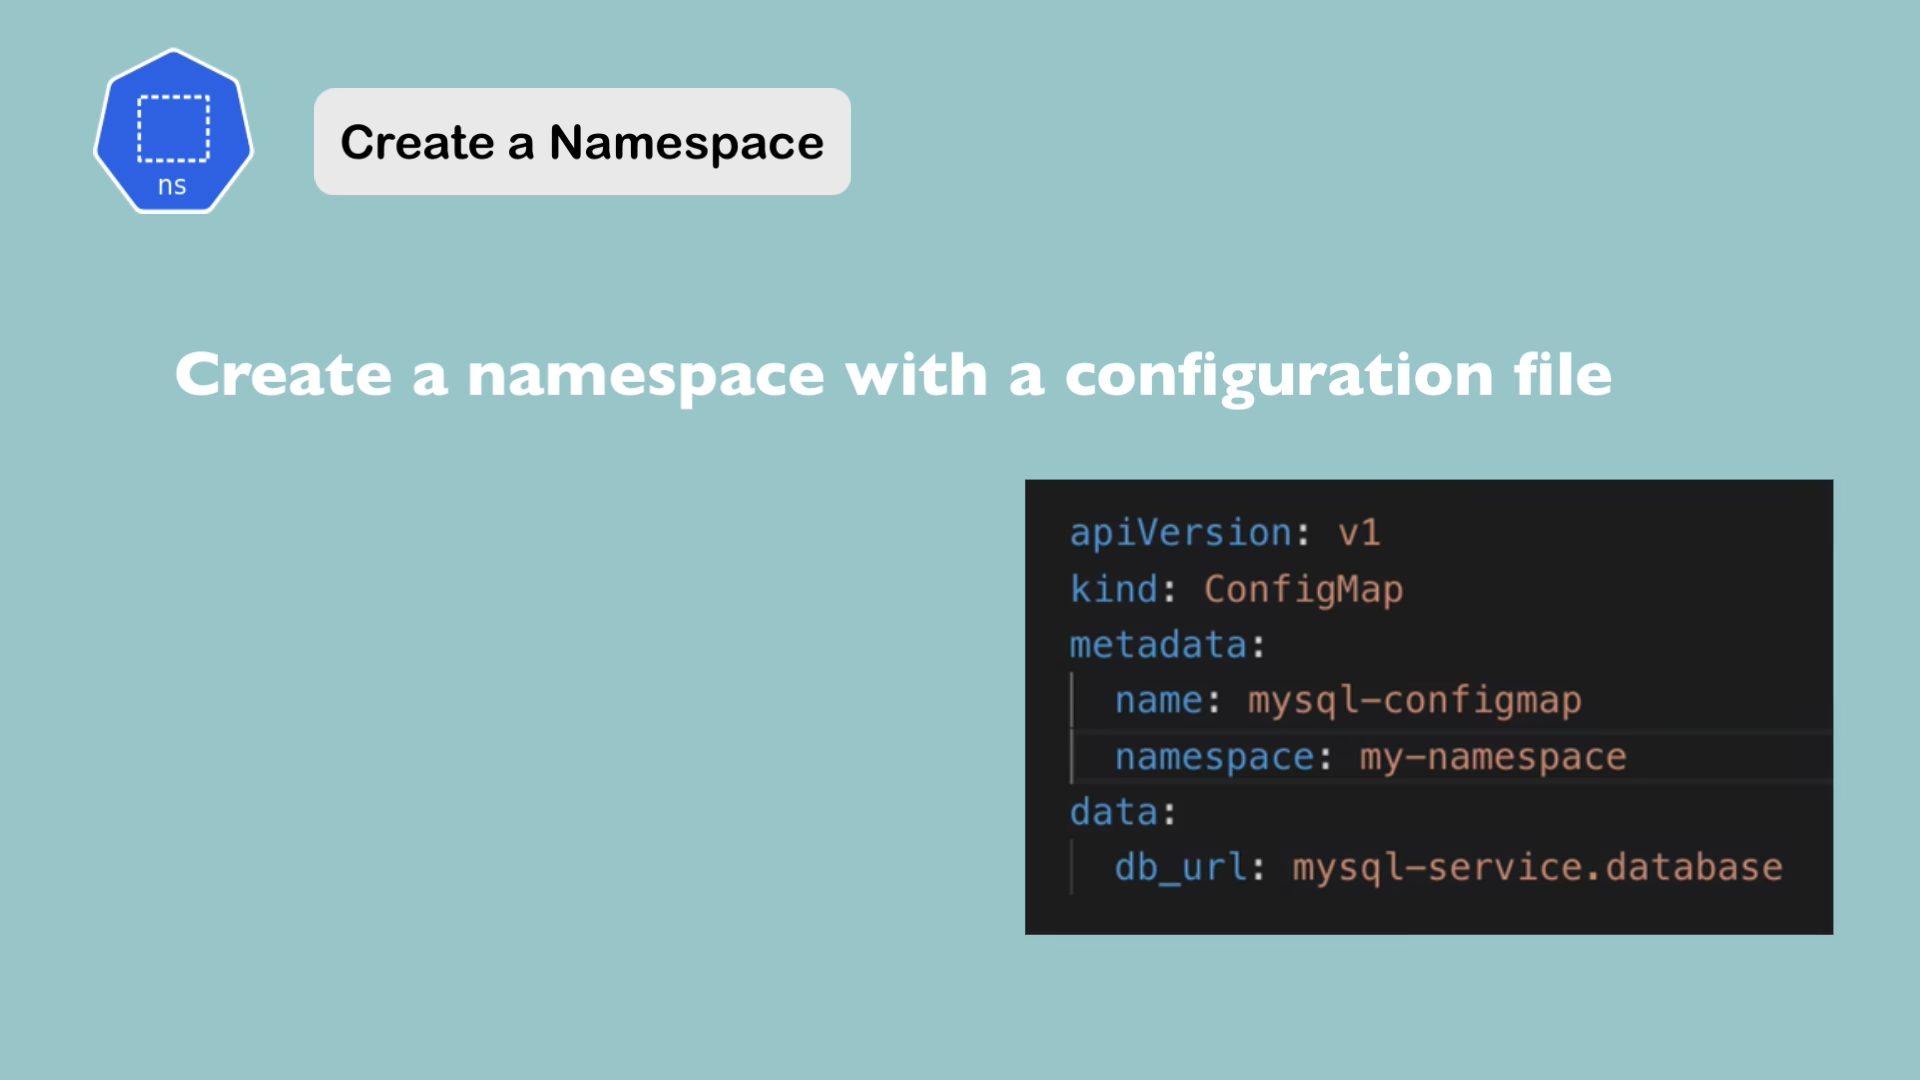 ns
Create a Namespace
Create a namespace with a configuration file
apiVersion: v1
kind: ConfigMap
metadata:
  name: mysql-configmap
  namespace: my-namespace
data:
  db_url: mysql-service.database